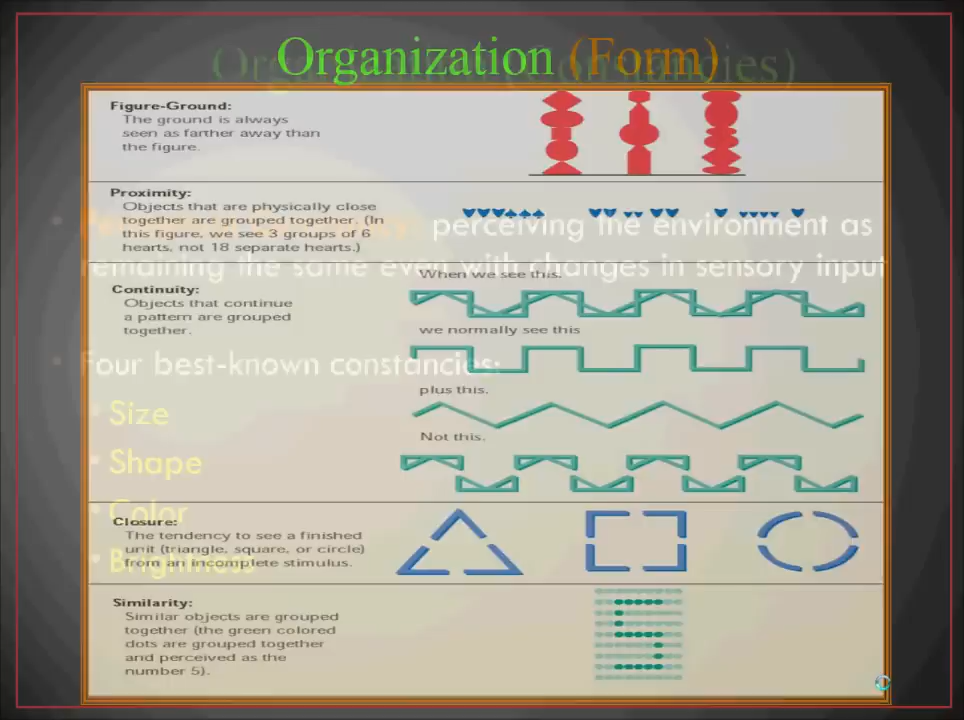 Organization (Form)
Organization (Constancies)
Figure-Ground:
The ground is always
seen as farther away than
the figure.
Proximity:
Objects that are physically close
together are grouped together. (In
this figure, we see 3 groups of 6
hearts, not 18 separate hearts.)
perceiving the environment as
remaining the same even with changes in sensory input
When we see this.
Continuity:
Objects that continue
a pattern are grouped
together.
we normally see this
Four best-known constancies:
plus this.
Size
Not this.
Shape
Color
Closure:
The tendency to see a finished
unit (triangle, square, or circle)
from an incomplete stimulus.
Brightness
Similarity:
Similar objects are grouped
together (the green colored
dots are grouped together
and perceived as the
number 5).